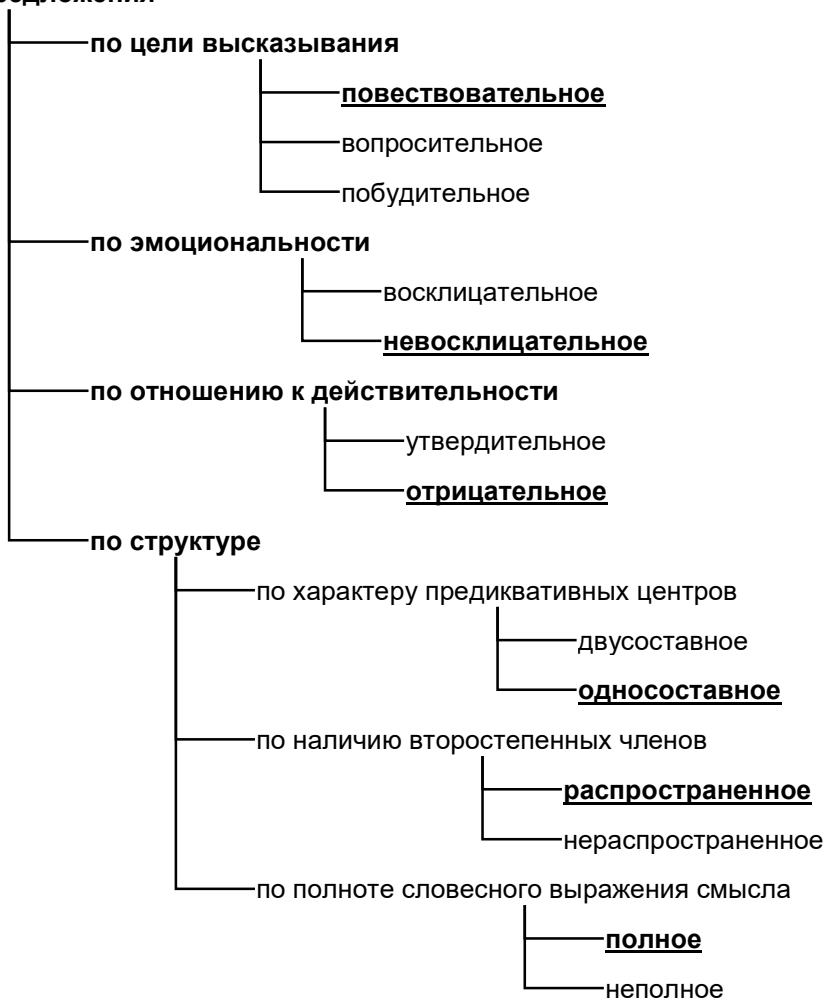 по цели высказывания
повествовательное
вопросительное
побудительное
по эмоциональности
восклицательное
невосклицательное
по отношению к действительности
утвердительное
отрицательное
по структуре
по характеру предиквативных центров
двусоставное
односоставное
по наличию второстепенных членов
распространенное
нераспространенное
по полноте словесного выражения смысла
полное
неполное